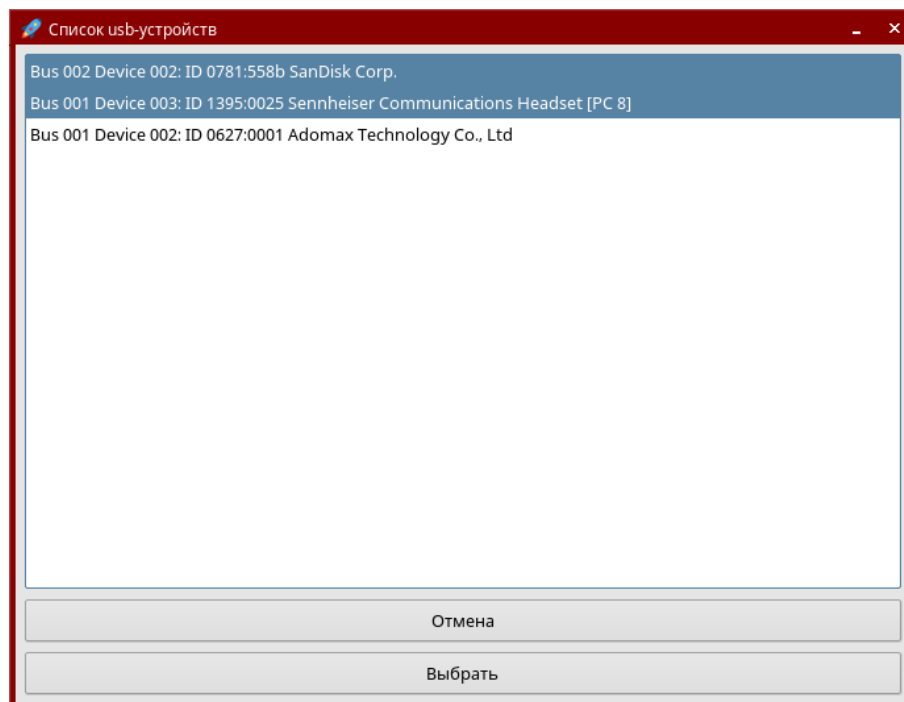 Список usb-устройств
Bus 002 Device 002: ID 0781:558b SanDisk Corp.
Bus 001 Device 003: ID 1395:0025 Sennheiser Communications Headset [PC 8]
Bus 001 Device 002: ID 0627:0001 Adomax Technology Co., Ltd
Отмена
Выбрать